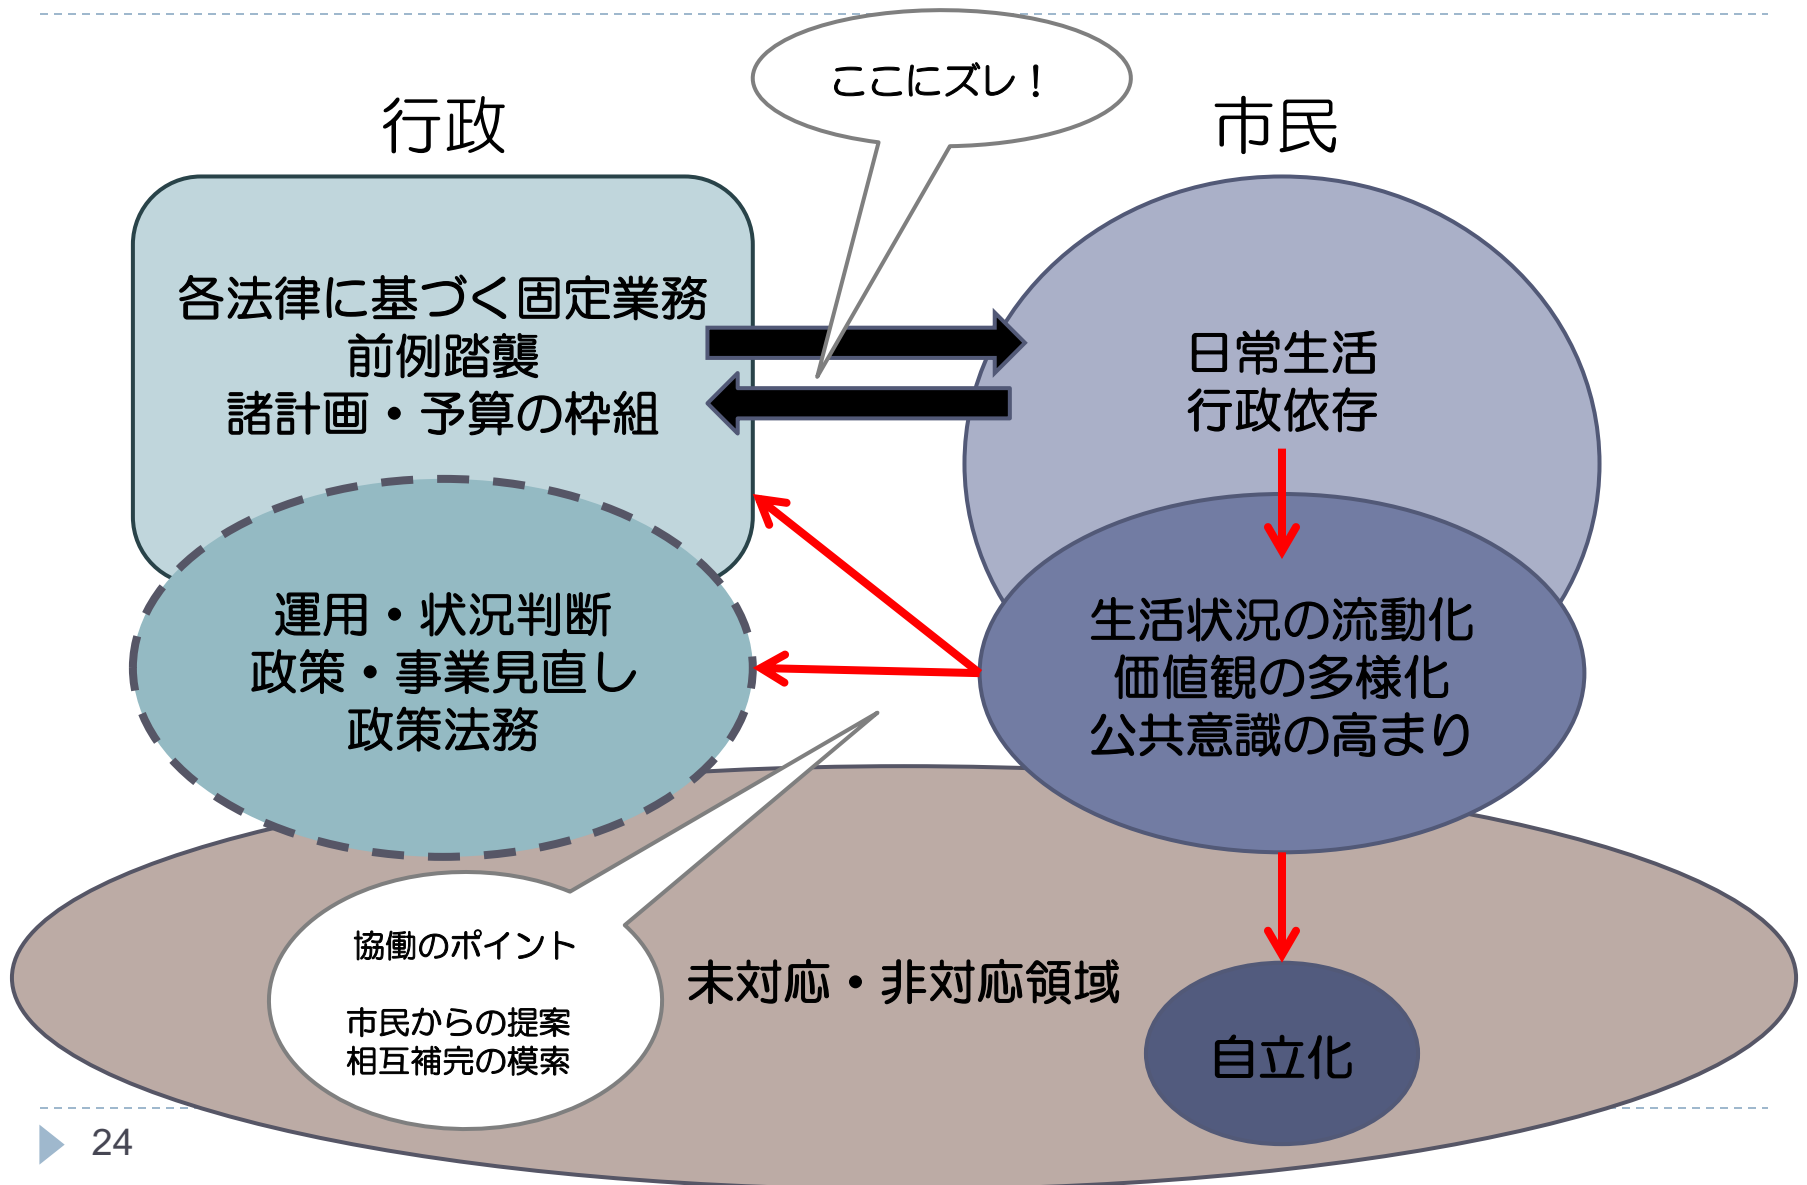 ここにズレ！
行政
市民
各法律に基づく固定業務
前例踏襲
諸計画・予算の枠組
日常生活
行政依存
運用・状況判断
政策・事業見直し
政策法務
生活状況の流動化
価値観の多様化
公共意識の高まり
協働のポイント
市民からの提案
相互補完の模索
未対応・非対応領域
自立化
24